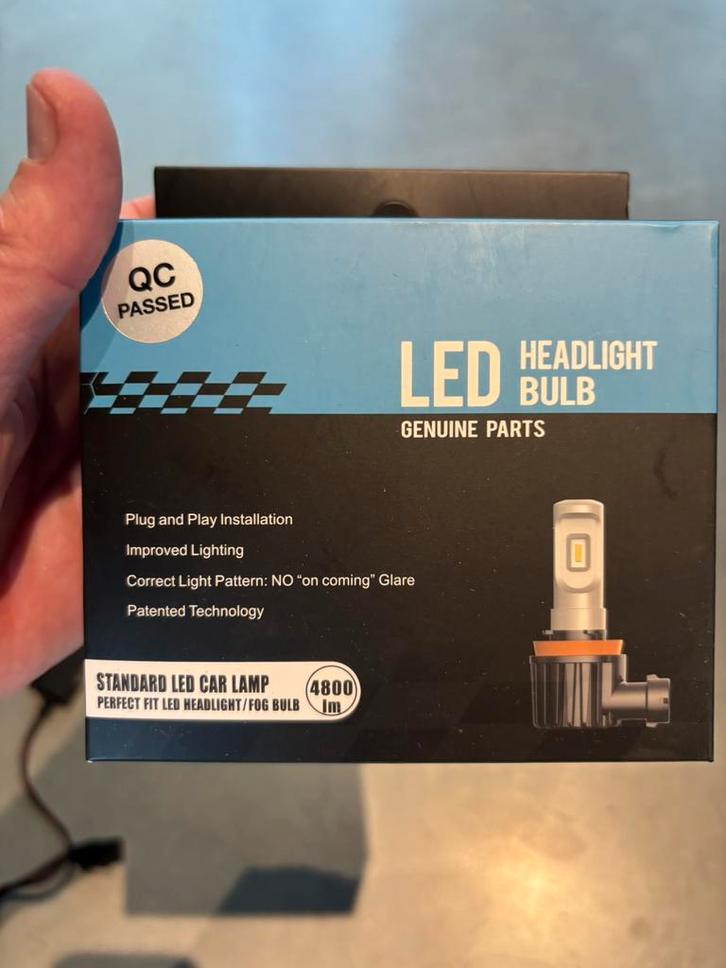 QC
PASSED
LED HEADLIGHT
BULB
GENUINE PARTS
Plug and Play Installation
Improved Lighting
Correct Light Pattern: NO “on coming” Glare
Patented Technology
STANDARD LED CAR LAMP
PERFECT FIT LED HEADLIGHT/FOG BULB
4800
lm